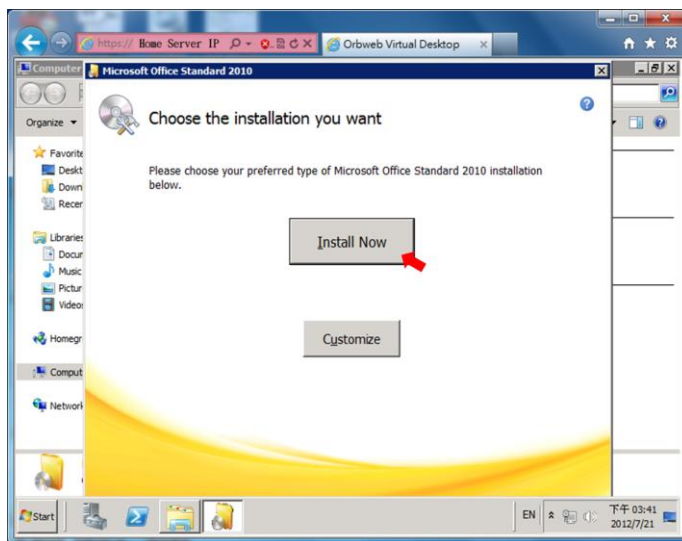 https:// Home Server IP
Orbweb Virtual Desktop
Computer
Microsoft Office Standard 2010
Choose the installation you want
Organize
Please choose your preferred type of Microsoft Office Standard 2010 installation
below.
Favorite
Deskt
Down
Recer
Install Now
Libraries
Docur
Music
Pictur
Video
Customize
Homegr
Comput
Network
Start
EN
下午 03:41
2012/7/21